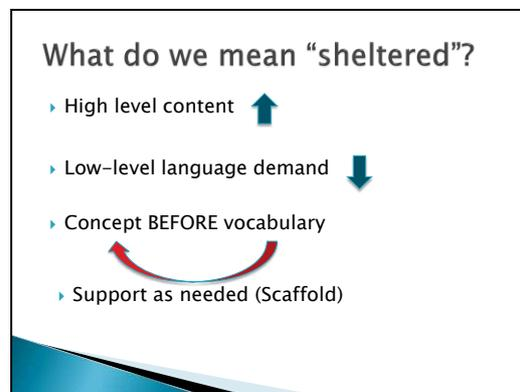 What do we mean “sheltered”?
High level content
Low-level language demand
Concept BEFORE vocabulary
Support as needed (Scaffold)